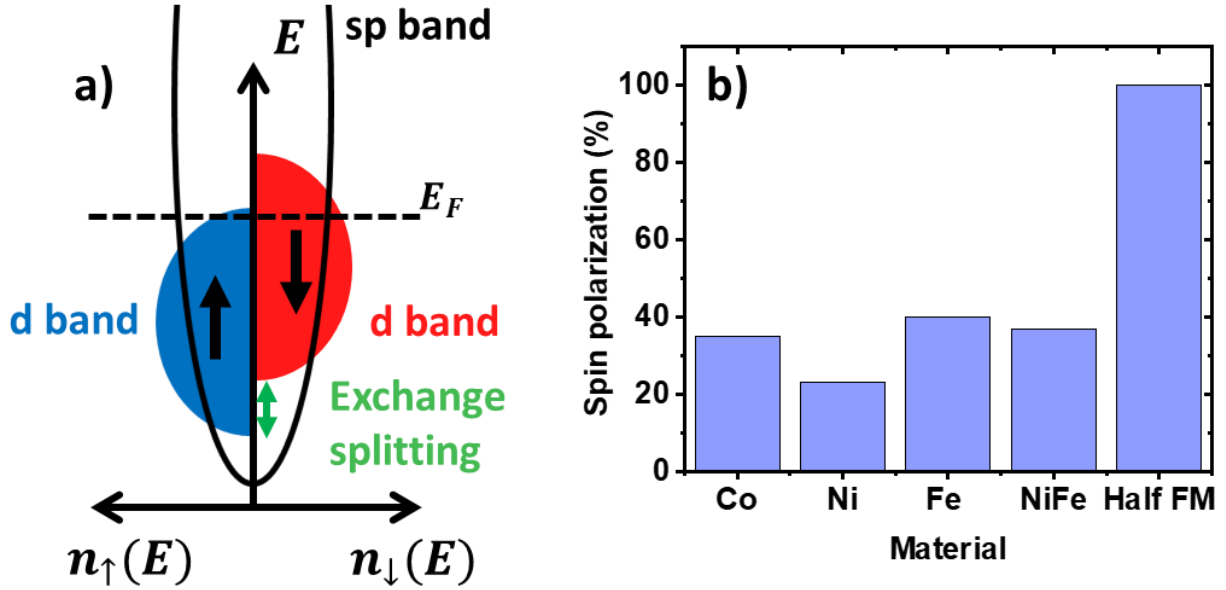 a)
E
sp band
E_F
d band
d band
Exchange
splitting
n↑(E)
n↓(E)
b)
Spin polarization (%)
100
80
60
40
20
0
Co Ni Fe NiFe Half FM
Material